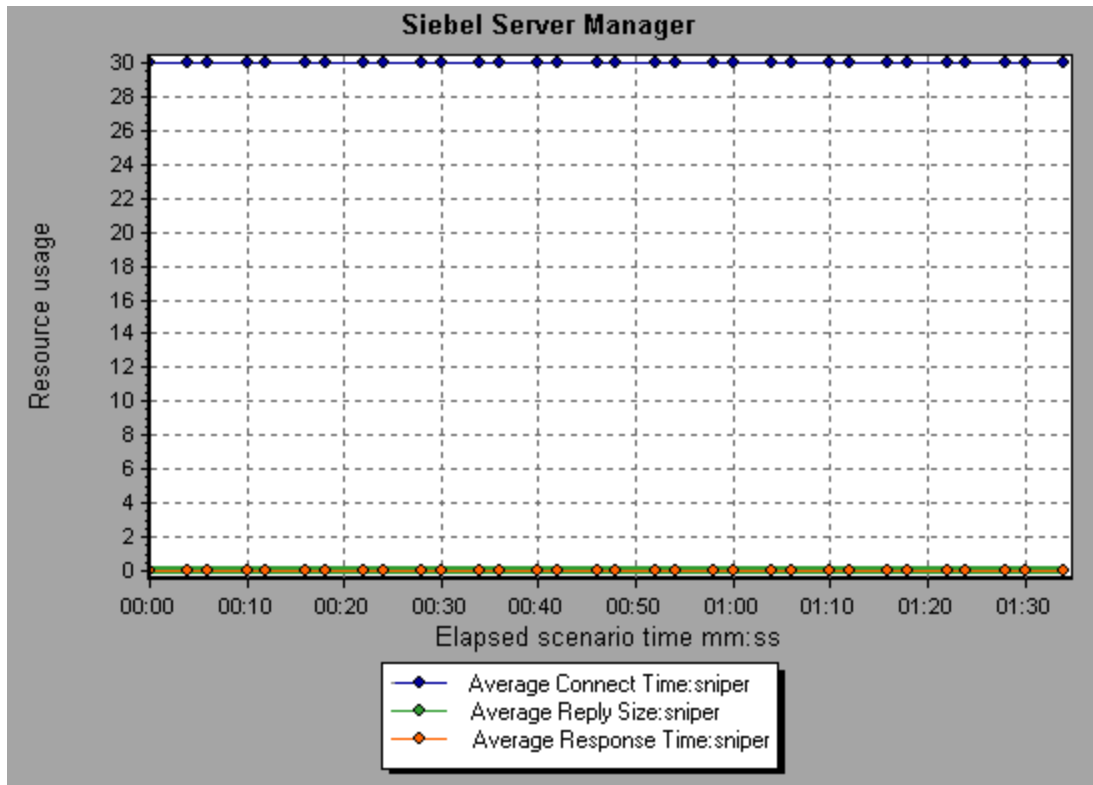 Siebel Server Manager
30
28
26
24
22
20
18
16
14
12
10
8
6
4
2
0
Resource usage
00:00 00:10 00:20 00:30 00:40 00:50 01:00 01:10 01:20 01:30
Elapsed scenario time mm:ss
Average Connect Time:sniper
Average Reply Size:sniper
Average Response Time:sniper